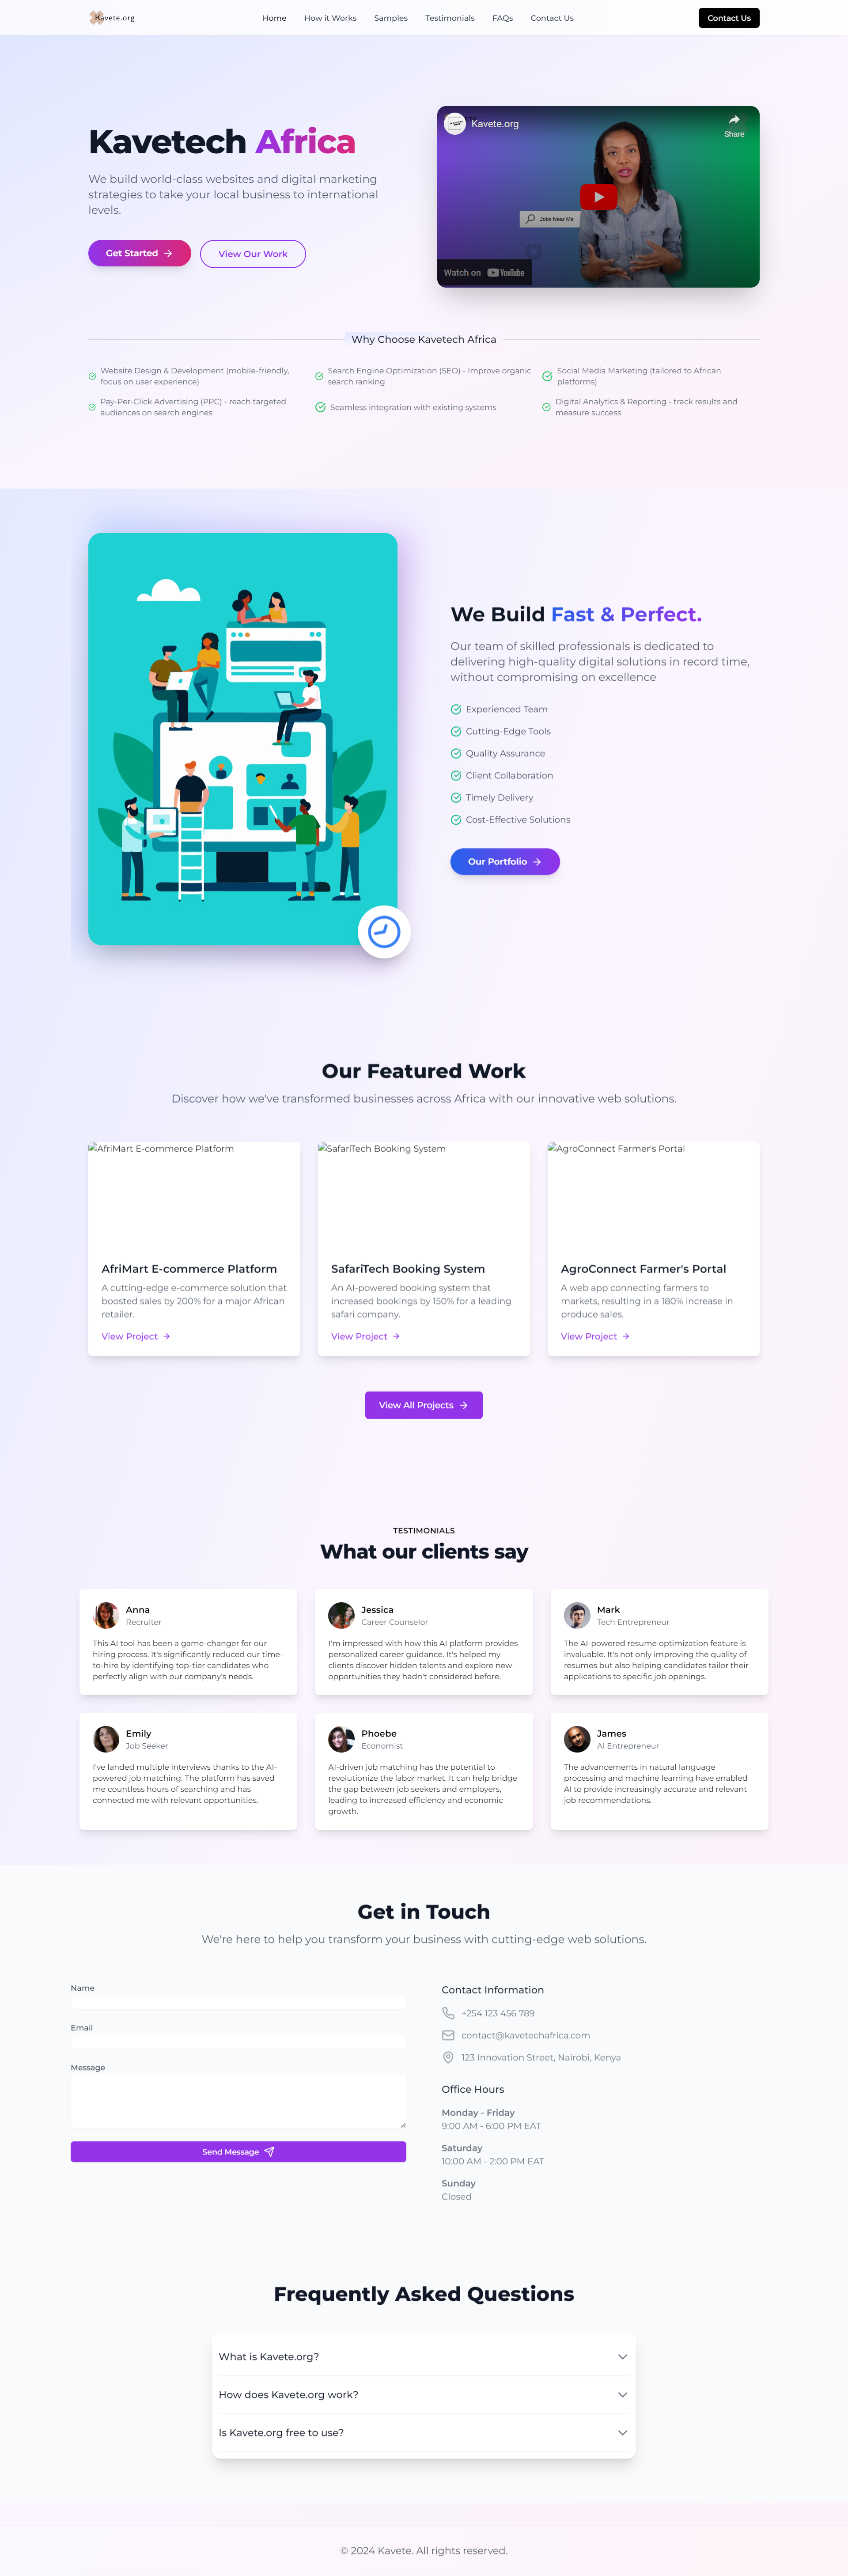 Kavete.org
Home
How it Works
Samples
Testimonials
FAQs
Contact Us
Contact Us
Kavetech Africa
We build world-class websites and digital marketing
strategies to take your local business to international
levels.
Get Started
View Our Work
Kavete.org
Share
Jobs Near Me
Watch on YouTube
Why Choose Kavetech Africa
Website Design & Development (mobile-friendly,
focus on user experience)
Search Engine Optimization (SEO) - Improve organic
search ranking
Social Media Marketing (tailored to African
platforms)
Pay-Per-Click Advertising (PPC) - reach targeted
audiences on search engines
Seamless integration with existing systems
Digital Analytics & Reporting - track results and
measure success
We Build Fast & Perfect.
Our team of skilled professionals is dedicated to
delivering high-quality digital solutions in record time,
without compromising on excellence
Experienced Team
Cutting-Edge Tools
Quality Assurance
Client Collaboration
Timely Delivery
Cost-Effective Solutions
Our Portfolio
Our Featured Work
Discover how we've transformed businesses across Africa with our innovative web solutions.
AfriMart E-commerce Platform
AfriMart E-commerce Platform
A cutting-edge e-commerce solution that
boosted sales by 200% for a major African
retailer.
View Project
SafariTech Booking System
SafariTech Booking System
An AI-powered booking system that
increased bookings by 150% for a leading
safari company.
View Project
AgroConnect Farmer's Portal
AgroConnect Farmer's Portal
A web app connecting farmers to
markets, resulting in a 180% increase in
produce sales.
View Project
View All Projects
TESTIMONIALS
What our clients say
Anna
Recruiter
This AI tool has been a game-changer for our
hiring process. It's significantly reduced our time-
to-hire by identifying top-tier candidates who
perfectly align with our company's needs.
Jessica
Career Counselor
I'm impressed with how this AI platform provides
personalized career guidance. It's helped my
clients discover hidden talents and explore new
opportunities they hadn't considered before.
Mark
Tech Entrepreneur
The AI-powered resume optimization feature is
invaluable. It's not only improving the quality of
resumes but also helping candidates tailor their
applications to specific job openings.
Emily
Job Seeker
I've landed multiple interviews thanks to the AI-
powered job matching. The platform has saved
me countless hours of searching and has
connected me with relevant opportunities.
Phoebe
Economist
AI-driven job matching has the potential to
revolutionize the labor market. It can help bridge
the gap between job seekers and employers,
leading to increased efficiency and economic
growth.
James
AI Entrepreneur
The advancements in natural language
processing and machine learning have enabled
AI to provide increasingly accurate and relevant
job recommendations.
Get in Touch
We're here to help you transform your business with cutting-edge web solutions.
Name
Email
Message
Send Message
Contact Information
+254 123 456 789
contact@kavetechafrica.com
123 Innovation Street, Nairobi, Kenya
Office Hours
Monday - Friday
9:00 AM - 6:00 PM EAT
Saturday
10:00 AM - 2:00 PM EAT
Sunday
Closed
Frequently Asked Questions
What is Kavete.org?
How does Kavete.org work?
Is Kavete.org free to use?
© 2024 Kavete. All rights reserved.